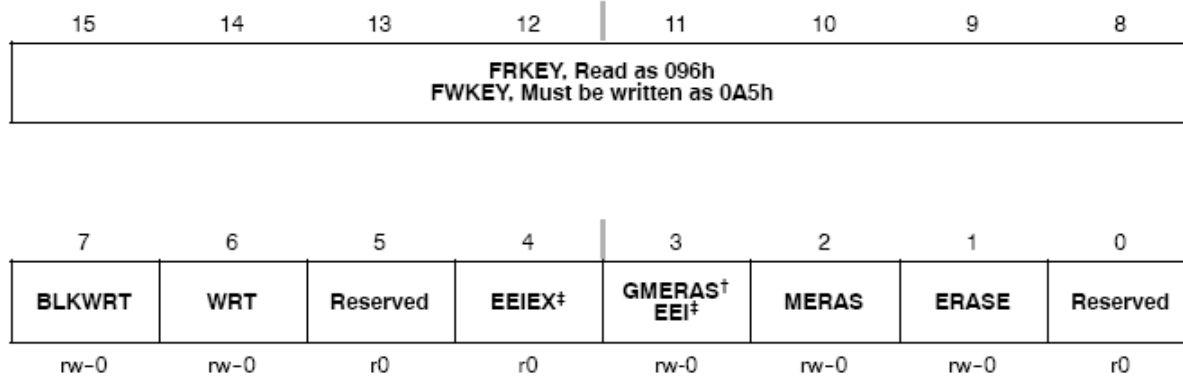 15 14 13 12 11 10 9 8
FRKEY, Read as 096h
FWKEY, Must be written as 0A5h
7 6 5 4 3 2 1 0
BLKWRT WRT Reserved EEIEX‡ GMERAS† EEI‡ MERAS ERASE Reserved
rw-0 rw-0 r0 r0 rw-0 rw-0 rw-0 r0